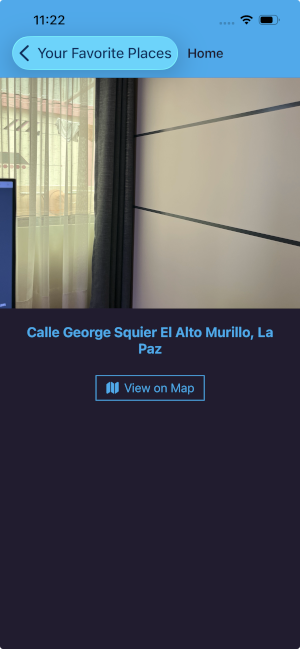 11:22
Your Favorite Places Home
Calle George Squier El Alto Murillo, La
Paz
View on Map